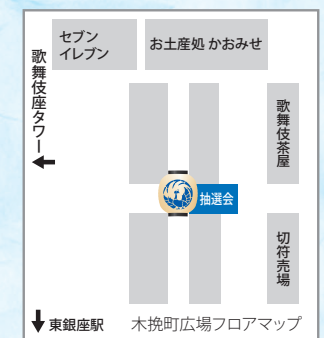 セブン
イレブン
お土産処 かおみせ
歌舞伎座タワー
歌舞伎茶屋
抽選会
切符売場
東銀座駅
木挽町広場フロアマップ